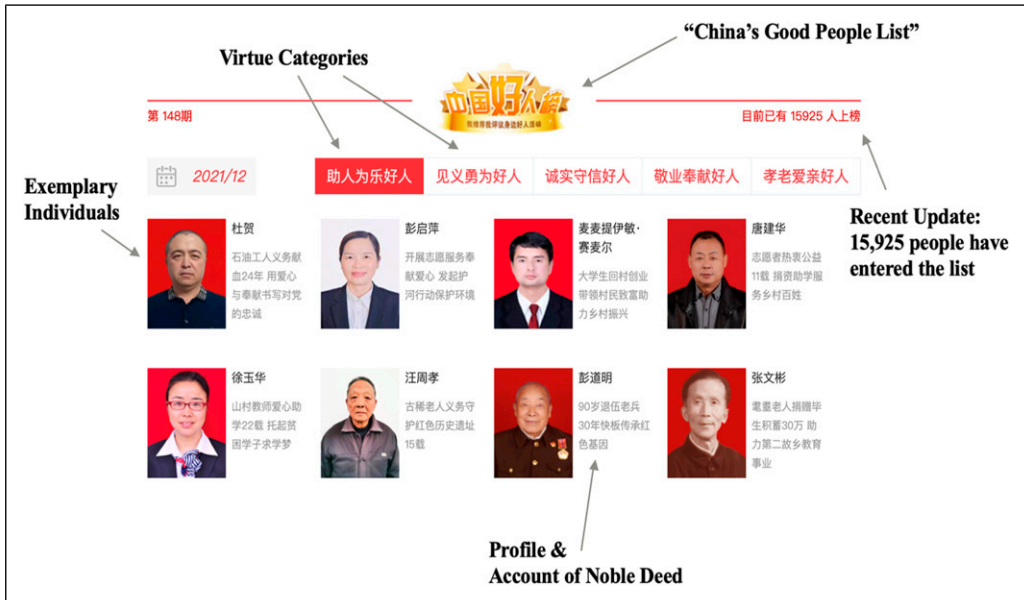 “China’s Good People List”
Virtue Categories
中国好人榜
我推荐我评议身边好人活动
第 148期
目前已有 15925 人上榜
2021/12
助人为乐好人
见义勇为好人
诚实守信好人
敬业奉献好人
孝老爱亲好人
Exemplary
Individuals
Recent Update:
15,925 people have
entered the list
杜贺
石油工人义务献
血24年 用爱心
与奉献书写对党
的忠诚
彭启萍
开展志愿服务奉
献爱心 发起护
河行动保护环境
麦麦提伊敏·
赛麦尔
大学生回村创业
带领村民致富助
力乡村振兴
唐建华
志愿者热衷公益
11载 捐资助学服
务乡村百姓
徐玉华
山村教师爱心助
学22载 托起贫
困学子求学梦
汪周孝
古稀老人义务守
护红色历史遗址
15载
彭道明
90岁退伍老兵
30年快板传承红
色基因
张文彬
耄耋老人捐赠毕
生积蓄30万 助
力第二故乡教育
事业
Profile &
Account of Noble Deed